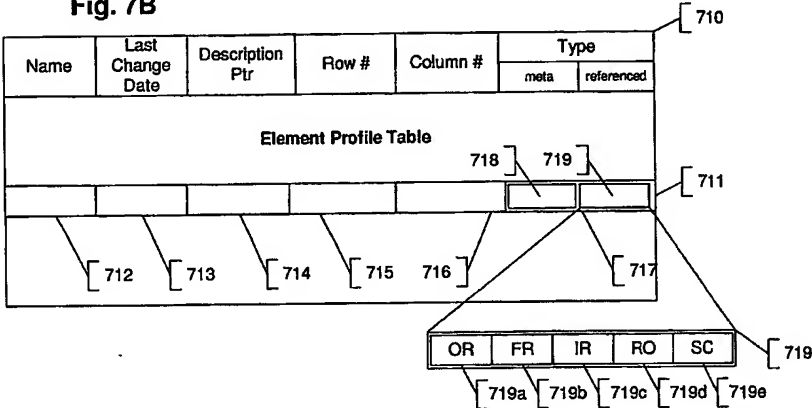 Fig. 7B
710
Name
Last Change Date
Description Ptr
Row #
Column #
Type
meta
referenced
Element Profile Table
718
719
711
712
713
714
715
716
717
OR
FR
IR
RO
SC
719
719a
719b
719c
719d
719e